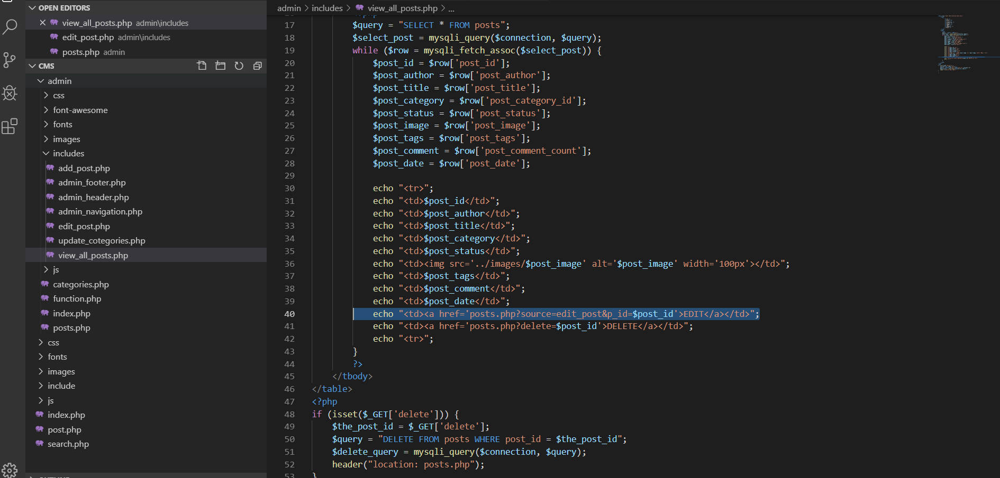 OPEN EDITORS
view_all_posts.php admin\includes
edit_post.php admin\includes
posts.php admin
CMS
admin
css
font-awesome
fonts
images
includes
add_post.php
admin_footer.php
admin_header.php
admin_navigation.php
edit_post.php
update_cotegories.php
view_all_posts.php
js
categories.php
function.php
index.php
posts.php
css
fonts
images
include
js
index.php
post.php
search.php
admin > includes > view_all_posts.php > ...
17 $query = "SELECT * FROM posts";
18 $select_post = mysqli_query($connection, $query);
19 while ($row = mysqli_fetch_assoc($select_post)) {
20 $post_id = $row['post_id'];
21 $post_author = $row['post_author'];
22 $post_title = $row['post_title'];
23 $post_category = $row['post_category_id'];
24 $post_status = $row['post_status'];
25 $post_image = $row['post_image'];
26 $post_tags = $row['post_tags'];
27 $post_comment = $row['post_comment_count'];
28 $post_date = $row['post_date'];
29
30 echo "<tr>";
31 echo "<td>$post_id</td>";
32 echo "<td>$post_author</td>";
33 echo "<td>$post_title</td>";
34 echo "<td>$post_category</td>";
35 echo "<td>$post_status</td>";
36 echo "<td><img src='../images/$post_image' alt='$post_image' width='100px'></td>";
37 echo "<td>$post_tags</td>";
38 echo "<td>$post_comment</td>";
39 echo "<td>$post_date</td>";
40 echo "<td><a href='posts.php?source=edit_post&p_id=$post_id'>EDIT</a></td>";
41 echo "<td><a href='posts.php?delete=$post_id'>DELETE</a></td>";
42 echo "<tr>";
43 }
44 ?>
45 </tbody>
46 </table>
47 <?php
48 if (isset($_GET['delete'])) {
49 $the_post_id = $_GET['delete'];
50 $query = "DELETE FROM posts WHERE post_id = $the_post_id";
51 $delete_query = mysqli_query($connection, $query);
52 header("location: posts.php");
53 }